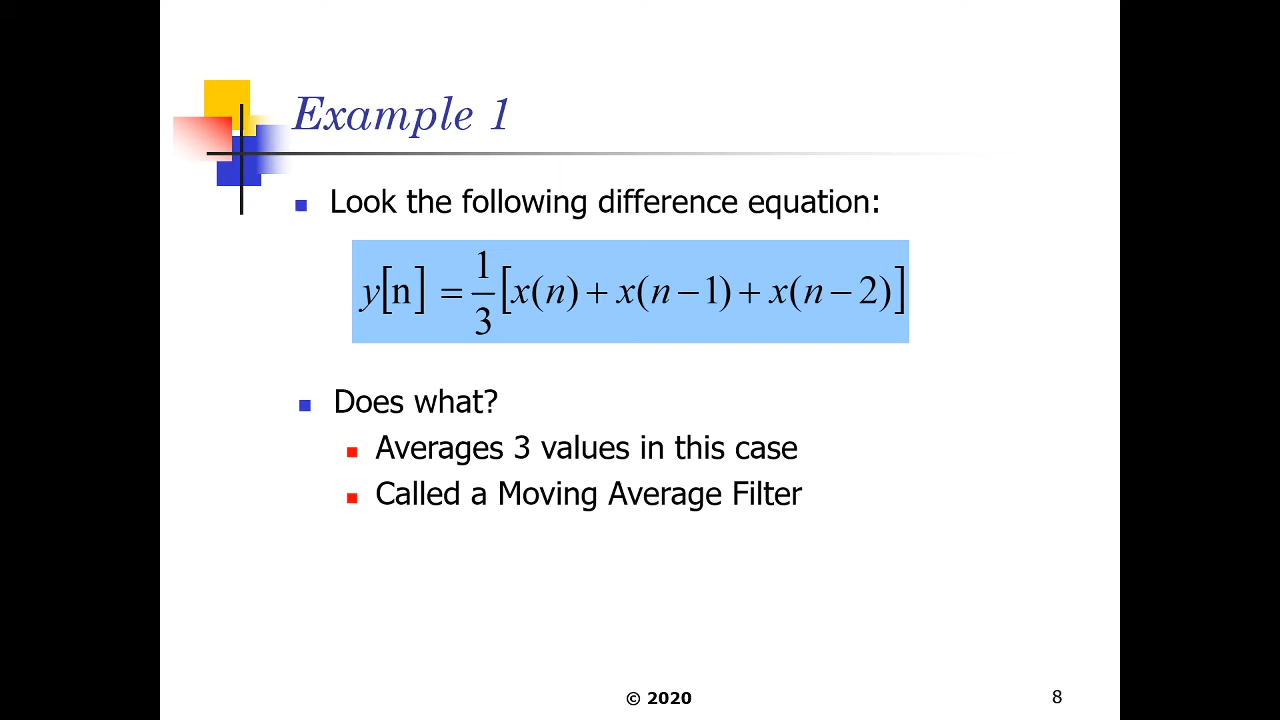 Example 1
Look the following difference equation:
y[n] = 1/3 [x(n) + x(n − 1) + x(n − 2)]
Does what?
Averages 3 values in this case
Called a Moving Average Filter
© 2020
8